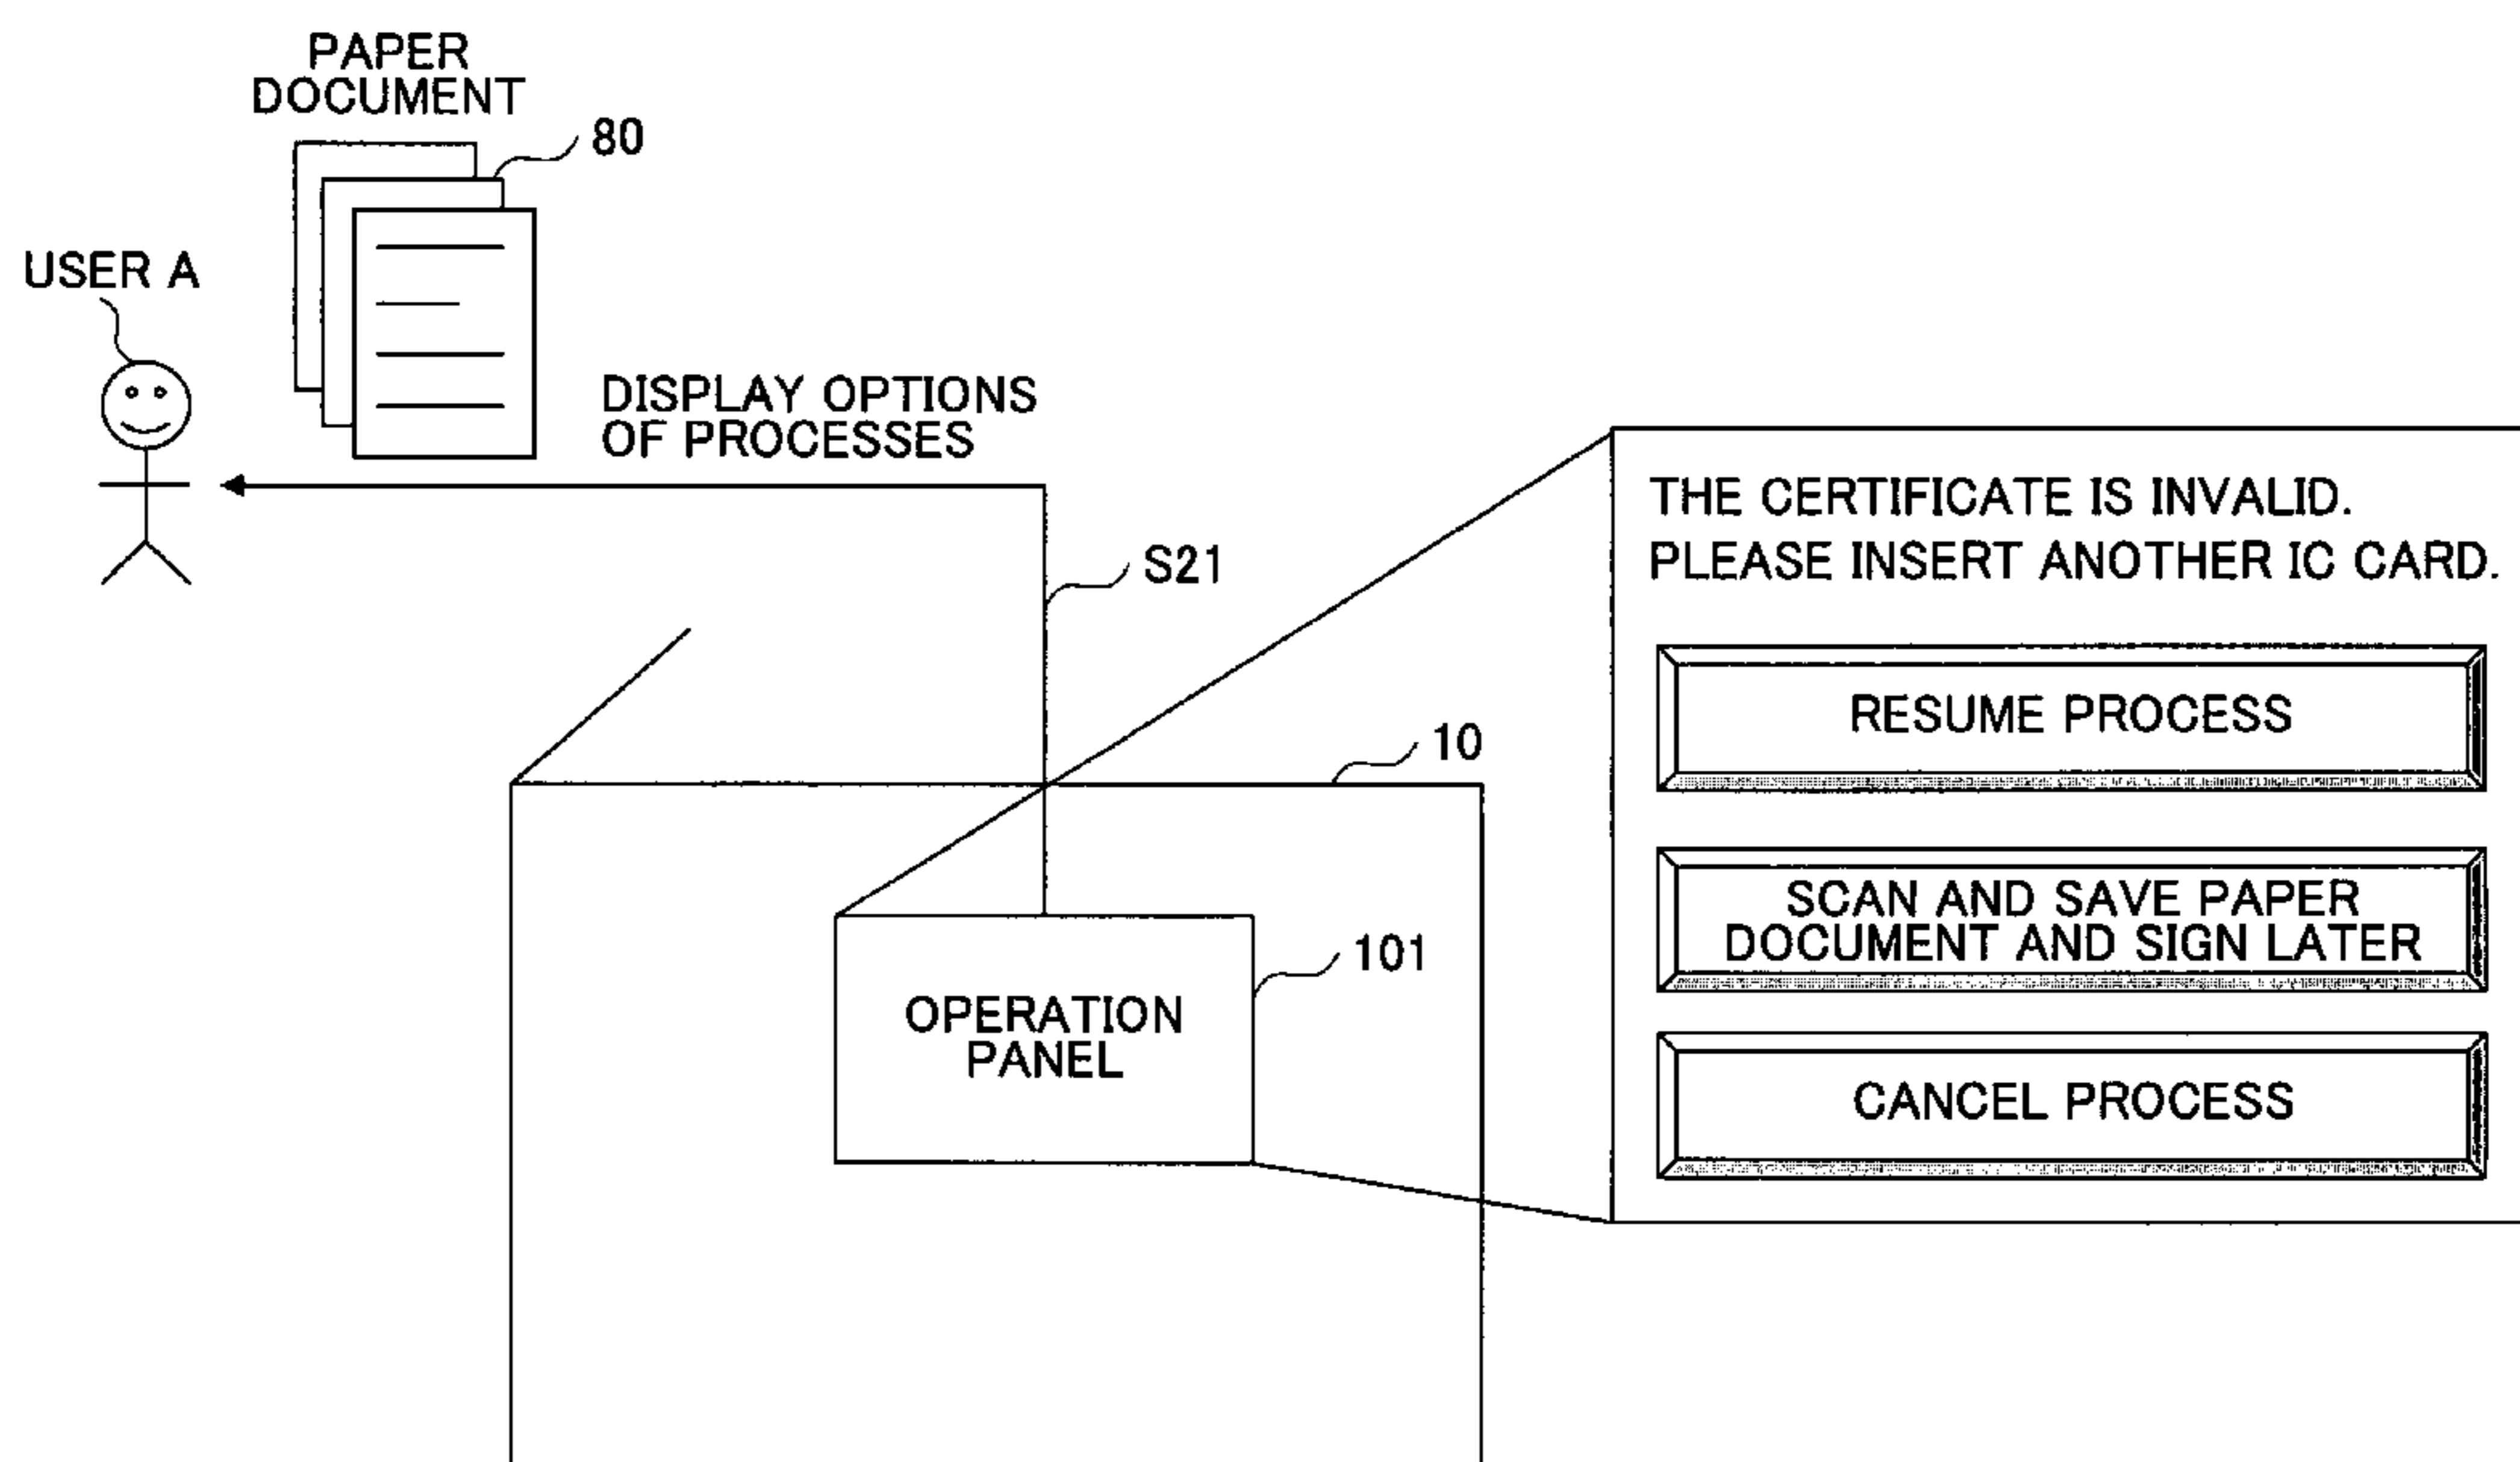 PAPER
DOCUMENT
80
USER A
DISPLAY OPTIONS
OF PROCESSES
S21
10
101
OPERATION
PANEL
THE CERTIFICATE IS INVALID.
PLEASE INSERT ANOTHER IC CARD.
RESUME PROCESS
SCAN AND SAVE PAPER
DOCUMENT AND SIGN LATER
CANCEL PROCESS